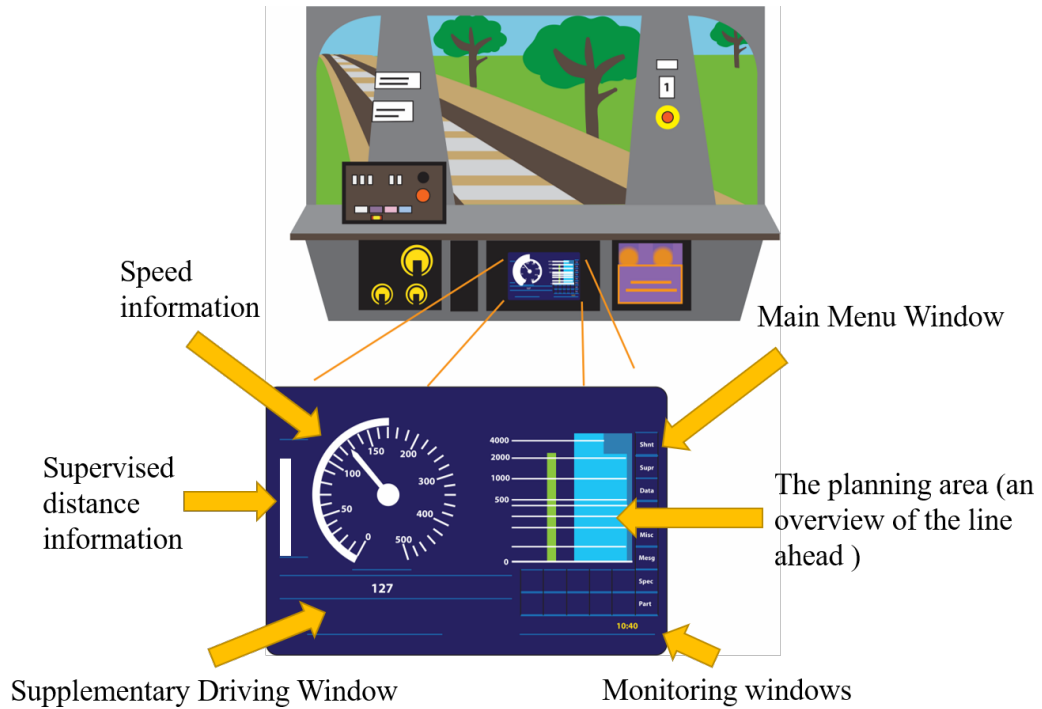 1
Speed
information
Main Menu Window
Supervised
distance
information
The planning area (an
overview of the line
ahead )
150
200
100
300
50
400
0
500
4000
2000
1000
500
0
Shnt
Supr
Data
Misc
Mesg
Spec
Part
127
10:40
Supplementary Driving Window
Monitoring windows